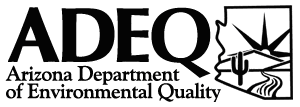 ADEQ
Arizona Department
of Environmental Quality